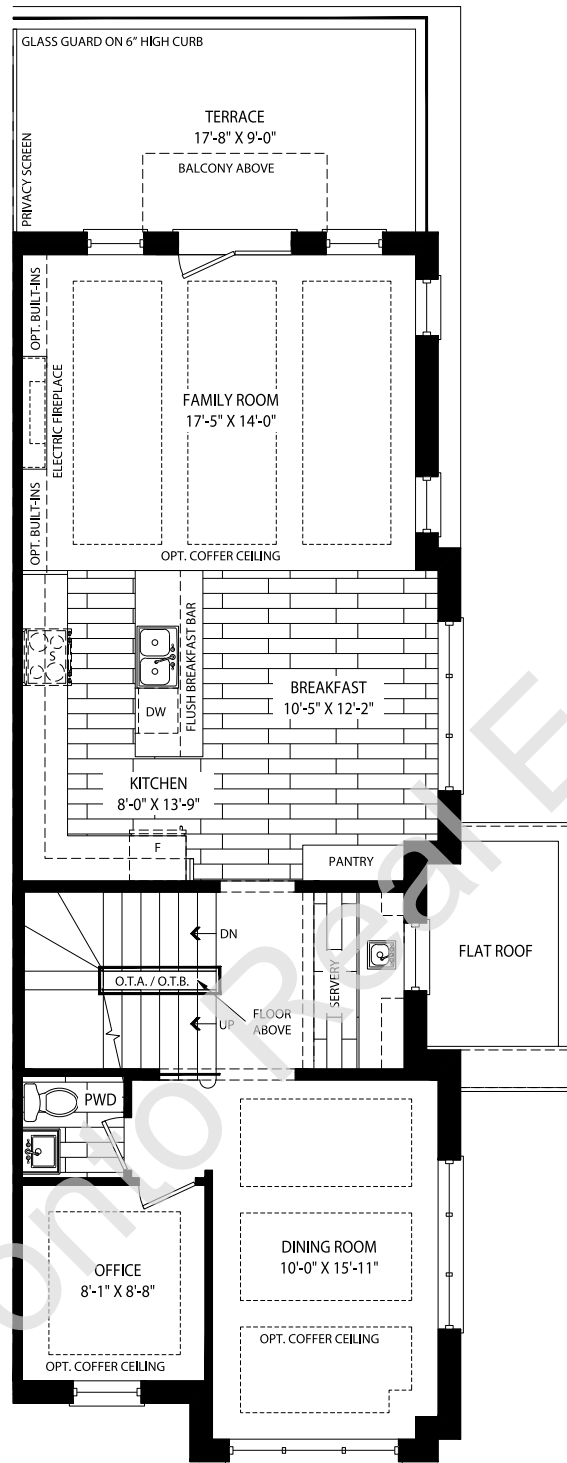 GLASS GUARD ON 6" HIGH CURB
TERRACE
17'-8" X 9'-0"
BALCONY ABOVE
PRIVACY SCREEN
OPT. BUILT-INS
ELECTRIC FIREPLACE
OPT. BUILT-INS
FAMILY ROOM
17'-5" X 14'-0"
OPT. COFFER CEILING
S
DW
FLUSH BREAKFAST BAR
BREAKFAST
10'-5" X 12'-2"
KITCHEN
8'-0" X 13'-9"
F
PANTRY
DN
O.T.A. / O.T.B.
UP
FLOOR
ABOVE
SERVERY
FLAT ROOF
PWD
DINING ROOM
10'-0" X 15'-11"
OPT. COFFER CEILING
OFFICE
8'-1" X 8'-8"
OPT. COFFER CEILING
onto Real E